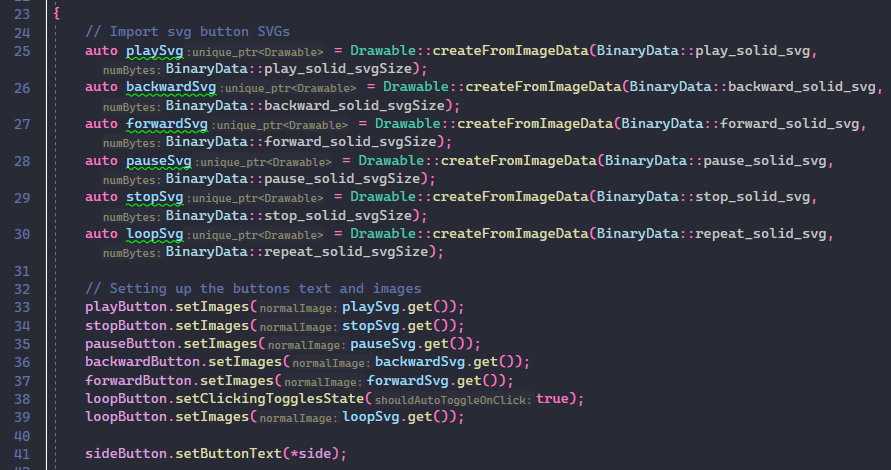 23 {
24 // Import svg button SVGs
25 auto playSvg : unique_ptr<Drawable> = Drawable::createFromImageData(BinaryData::play_solid_svg,
numBytes: BinaryData::play_solid_svgSize);
26 auto backwardSvg : unique_ptr<Drawable> = Drawable::createFromImageData(BinaryData::backward_solid_svg,
numBytes: BinaryData::backward_solid_svgSize);
27 auto forwardSvg : unique_ptr<Drawable> = Drawable::createFromImageData(BinaryData::forward_solid_svg,
numBytes: BinaryData::forward_solid_svgSize);
28 auto pauseSvg : unique_ptr<Drawable> = Drawable::createFromImageData(BinaryData::pause_solid_svg,
numBytes: BinaryData::pause_solid_svgSize);
29 auto stopSvg : unique_ptr<Drawable> = Drawable::createFromImageData(BinaryData::stop_solid_svg,
numBytes: BinaryData::stop_solid_svgSize);
30 auto loopSvg : unique_ptr<Drawable> = Drawable::createFromImageData(BinaryData::repeat_solid_svg,
numBytes: BinaryData::repeat_solid_svgSize);
31
32 // Setting up the buttons text and images
33 playButton.setImages( normalImage: playSvg.get());
34 stopButton.setImages( normalImage: stopSvg.get());
35 pauseButton.setImages( normalImage: pauseSvg.get());
36 backwardButton.setImages( normalImage: backwardSvg.get());
37 forwardButton.setImages( normalImage: forwardSvg.get());
38 loopButton.setClickingTogglesState( shouldAutoToggleOnClick: true);
39 loopButton.setImages( normalImage: loopSvg.get());
40
41 sideButton.setButtonText(*side);